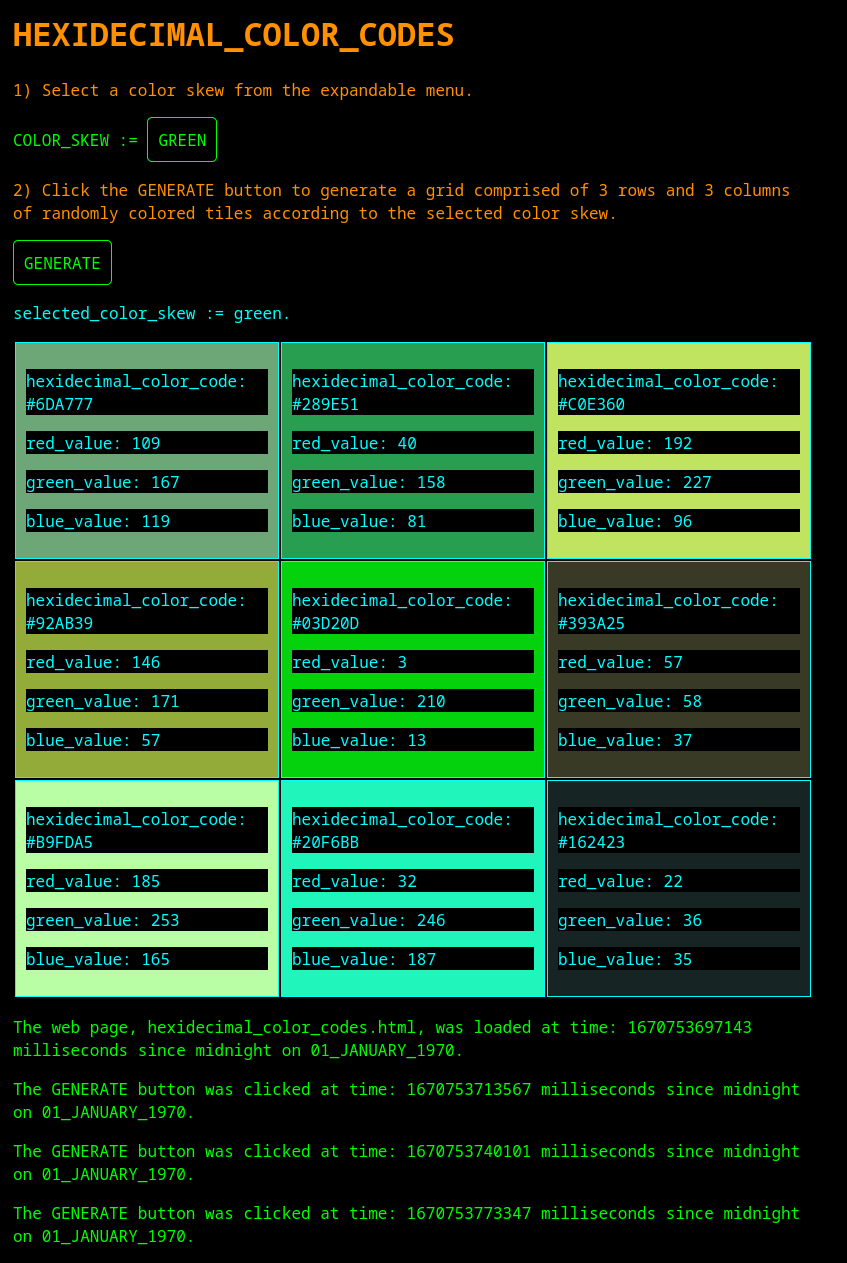 HEXIDECIMAL_COLOR_CODES
1) Select a color skew from the expandable menu.
COLOR_SKEW := GREEN
2) Click the GENERATE button to generate a grid comprised of 3 rows and 3 columns
of randomly colored tiles according to the selected color skew.
GENERATE
selected_color_skew := green.
hexidecimal_color_code:
#6DA777
red_value: 109
green_value: 167
blue_value: 119
hexidecimal_color_code:
#289E51
red_value: 40
green_value: 158
blue_value: 81
hexidecimal_color_code:
#C0E360
red_value: 192
green_value: 227
blue_value: 96
hexidecimal_color_code:
#92AB39
red_value: 146
green_value: 171
blue_value: 57
hexidecimal_color_code:
#03D20D
red_value: 3
green_value: 210
blue_value: 13
hexidecimal_color_code:
#393A25
red_value: 57
green_value: 58
blue_value: 37
hexidecimal_color_code:
#B9FDA5
red_value: 185
green_value: 253
blue_value: 165
hexidecimal_color_code:
#20F6BB
red_value: 32
green_value: 246
blue_value: 187
hexidecimal_color_code:
#162423
red_value: 22
green_value: 36
blue_value: 35
The web page, hexidecimal_color_codes.html, was loaded at time: 1670753697143
milliseconds since midnight on 01_JANUARY_1970.
The GENERATE button was clicked at time: 1670753713567 milliseconds since midnight
on 01_JANUARY_1970.
The GENERATE button was clicked at time: 1670753740101 milliseconds since midnight
on 01_JANUARY_1970.
The GENERATE button was clicked at time: 1670753773347 milliseconds since midnight
on 01_JANUARY_1970.